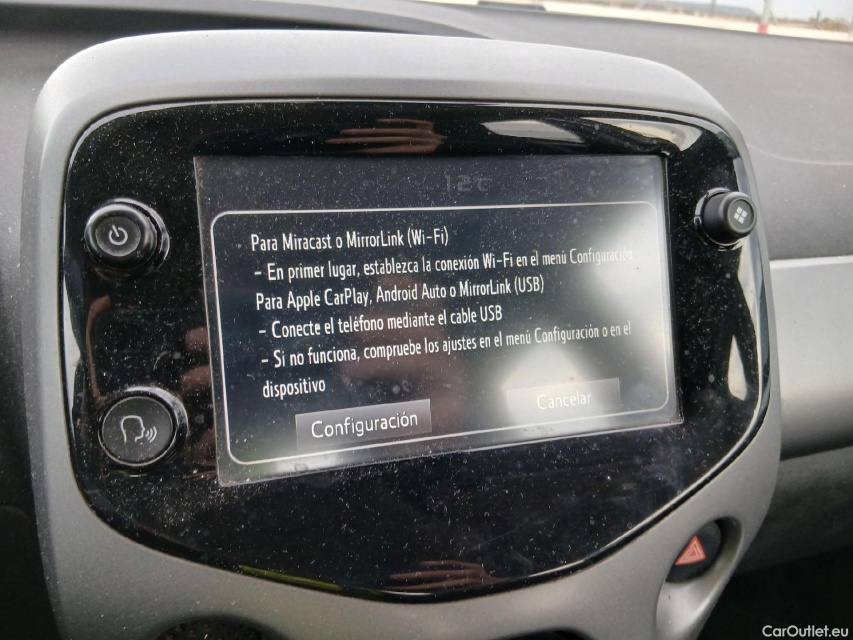 12°C
Para Miracast o MirrorLink (Wi-Fi)
- En primer lugar, establezca la conexión Wi-Fi en el menú Configuración
Para Apple CarPlay, Android Auto o MirrorLink (USB)
- Conecte el teléfono mediante el cable USB
- Si no funciona, compruebe los ajustes en el menú Configuración o en el
dispositivo
Configuración
Cancelar
CarOutlet.eu